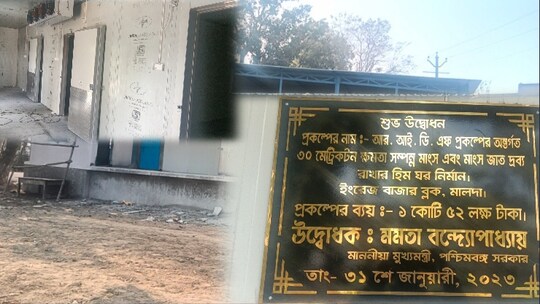 শুভ উদ্বোধন
প্রকল্পের নাম :- আর. আই. ডি. এফ প্রকল্পের অন্তর্গত
৩০ মেট্রিকটন ক্ষমতা সম্পন্ন মাংস এবং মাংস জাত দ্রব্য
রাখার হিম ঘর নির্মান।
ইংরেজ বাজার ব্লক, মালদা।
প্রকল্পের ব্যয় :- ১ কোটি ৫২ লক্ষ টাকা।
উদ্বোধক : মমতা বন্দ্যোপাধ্যায়
মাননীয়া মুখ্যমন্ত্রী, পশ্চিমবঙ্গ সরকার
তাং- ৩১ শে জানুয়ারী, ২০২৩